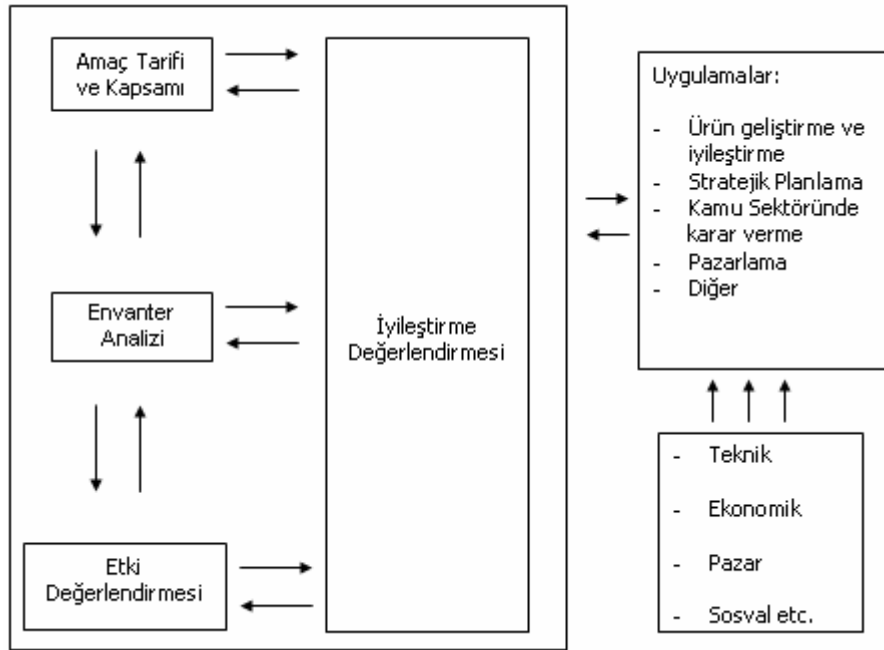 Amaç Tarifi
ve Kapsamı
Envanter
Analizi
Etki
Değerlendirmesi
İyileştirme
Değerlendirmesi
Uygulamalar:
- Ürün geliştirme ve
iyileştirme
- Stratejik Planlama
- Kamu Sektöründe
karar verme
- Pazarlama
- Diğer
- Teknik
- Ekonomik
- Pazar
- Sosval etc.